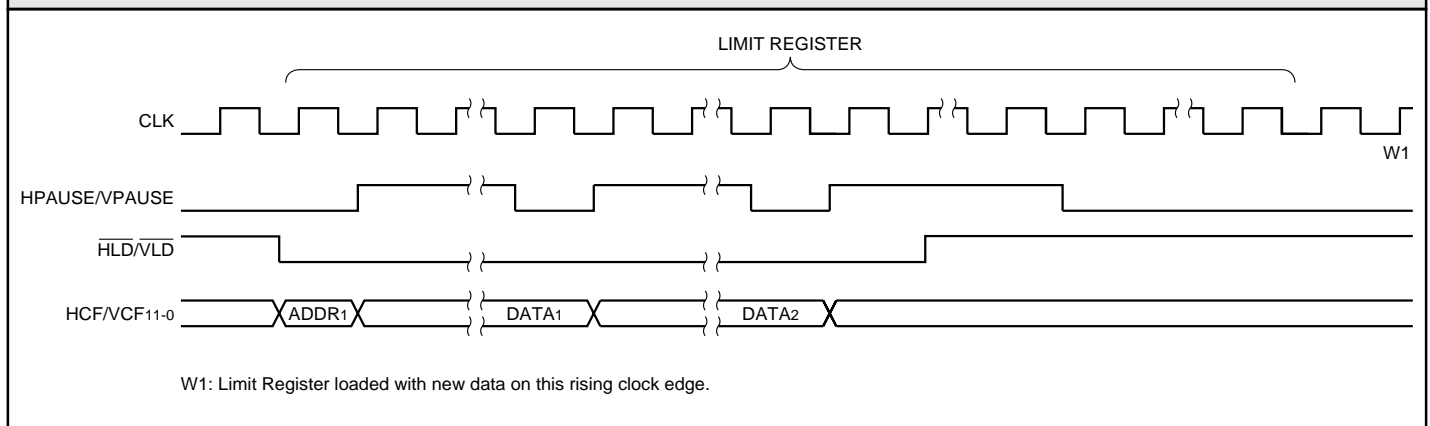 LIMIT REGISTER
CLK
W1
HPAUSE/VPAUSE
HLD/VLD
HCF/VCF11-0
ADDR1
DATA1
DATA2
W1: Limit Register loaded with new data on this rising clock edge.